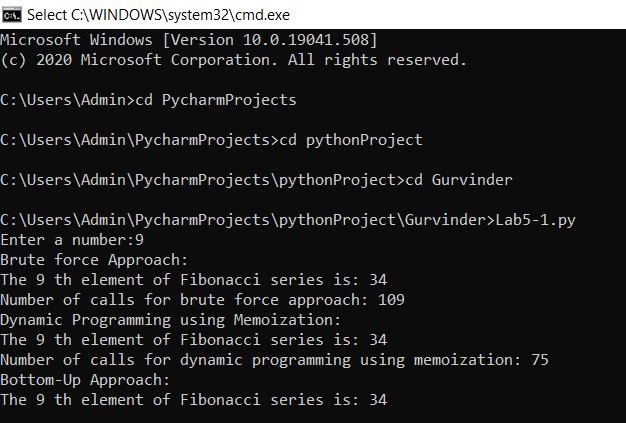 Select C:\WINDOWS\system32\cmd.exe
Microsoft Windows [Version 10.0.19041.508]
(c) 2020 Microsoft Corporation. All rights reserved.
C:\Users\Admin>cd PycharmProjects
C:\Users\Admin\PycharmProjects>cd pythonProject
C:\Users\Admin\PycharmProjects\pythonProject>cd Gurvinder
C:\Users\Admin\PycharmProjects\pythonProject\Gurvinder>Lab5-1.py
Enter a number:9
Brute force Approach:
The 9 th element of Fibonacci series is: 34
Number of calls for brute force approach: 109
Dynamic Programming using Memoization:
The 9 th element of Fibonacci series is: 34
Number of calls for dynamic programming using memoization: 75
Bottom-Up Approach:
The 9 th element of Fibonacci series is: 34